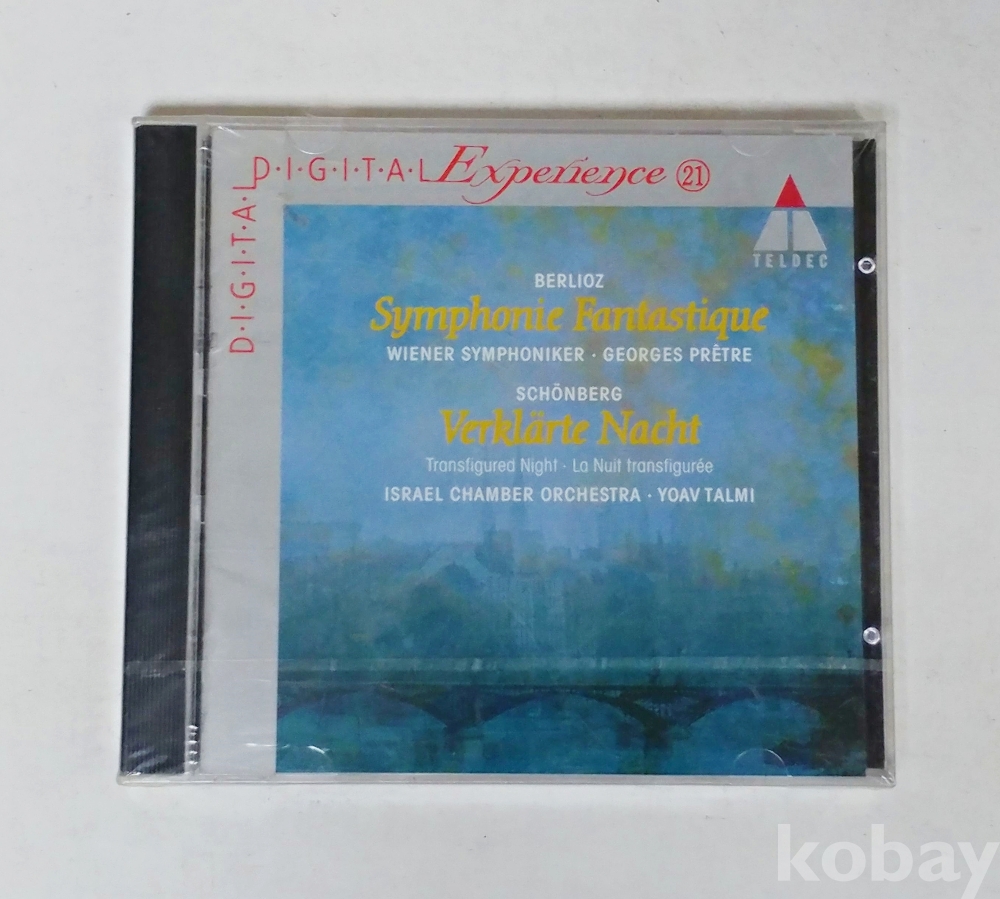 D·I·G·I·T·A·L Experience 21
D·I·G·I·T·A·L
TELDEC
BERLIOZ
Symphonie Fantastique
WIENER SYMPHONIKER · GEORGES PRÊTRE
SCHÖNBERG
Verklärte Nacht
Transfigured Night · La Nuit transfigurée
ISRAEL CHAMBER ORCHESTRA · YOAV TALMI
kobay